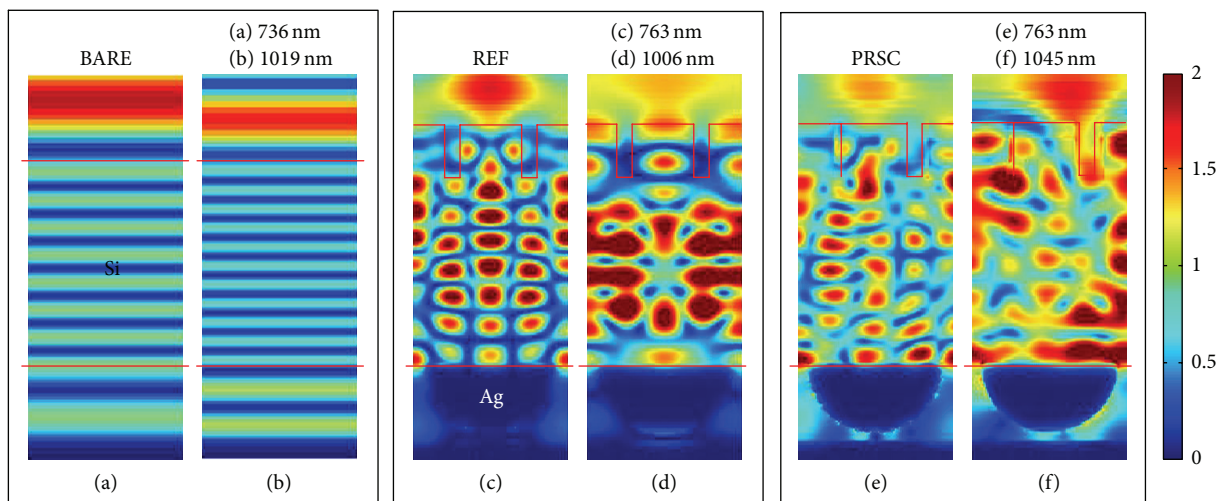 (a) 736 nm
(b) 1019 nm
BARE
Si
(a)
(b)
(c) 763 nm
(d) 1006 nm
REF
Ag
(c)
(d)
(e) 763 nm
(f) 1045 nm
PRSC
(e)
(f)
2
1.5
1
0.5
0